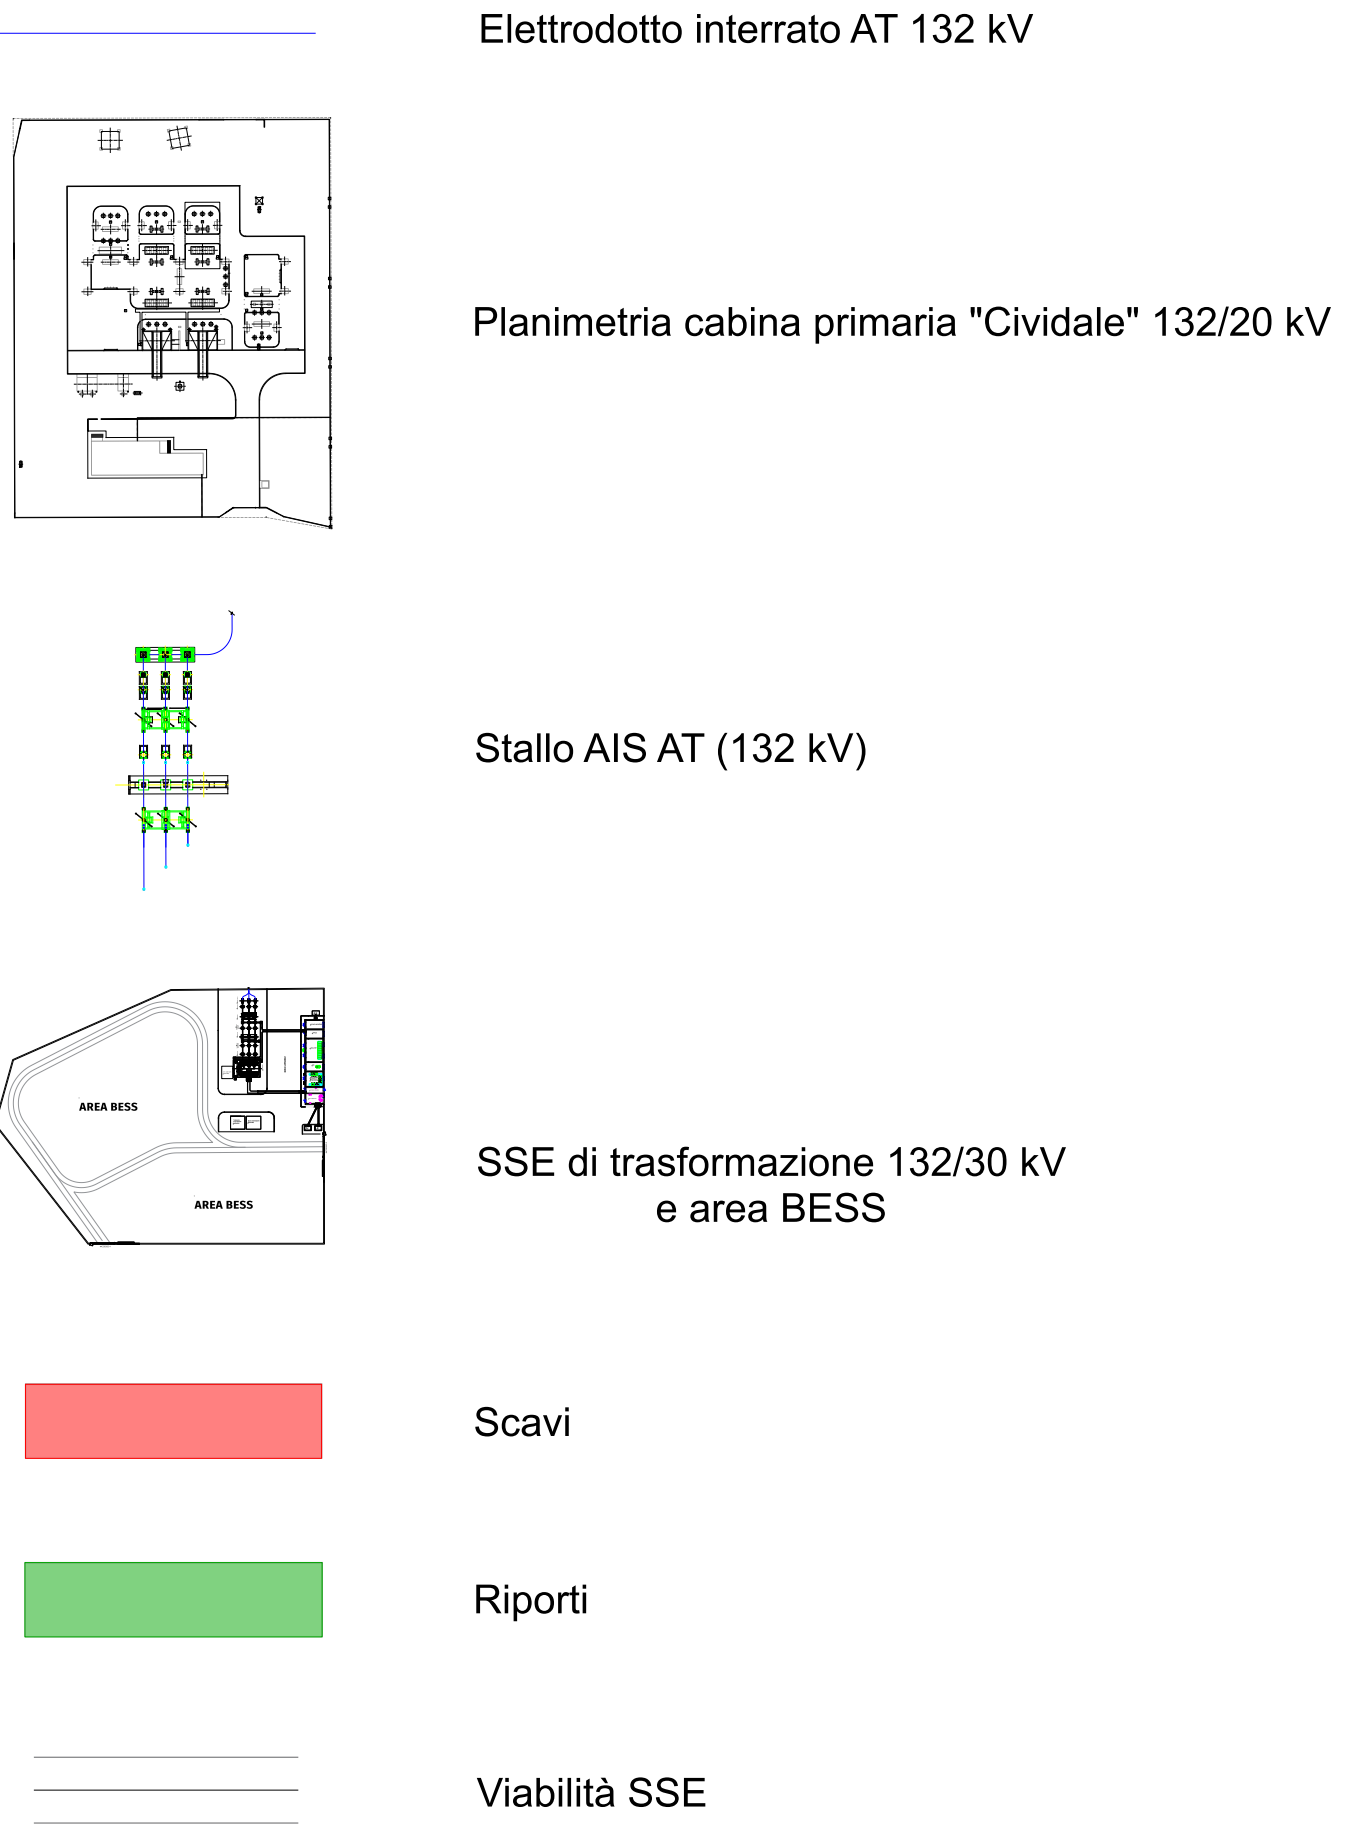 Elettrodotto interrato AT 132 kV
Planimetria cabina primaria "Cividale" 132/20 kV
Stallo AIS AT (132 kV)
AREA BESS
AREA BESS
SSE di trasformazione 132/30 kV
e area BESS
Scavi
Riporti
Viabilità SSE